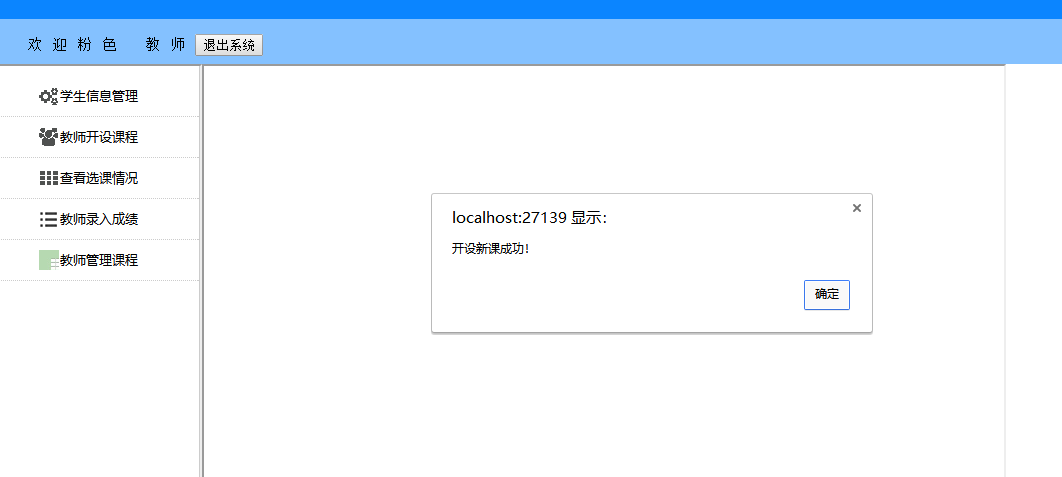 欢 迎 粉 色 教 师 退出系统
学生信息管理
教师开设课程
查看选课情况
教师录入成绩
教师管理课程
localhost:27139 显示：
开设新课成功！
确定